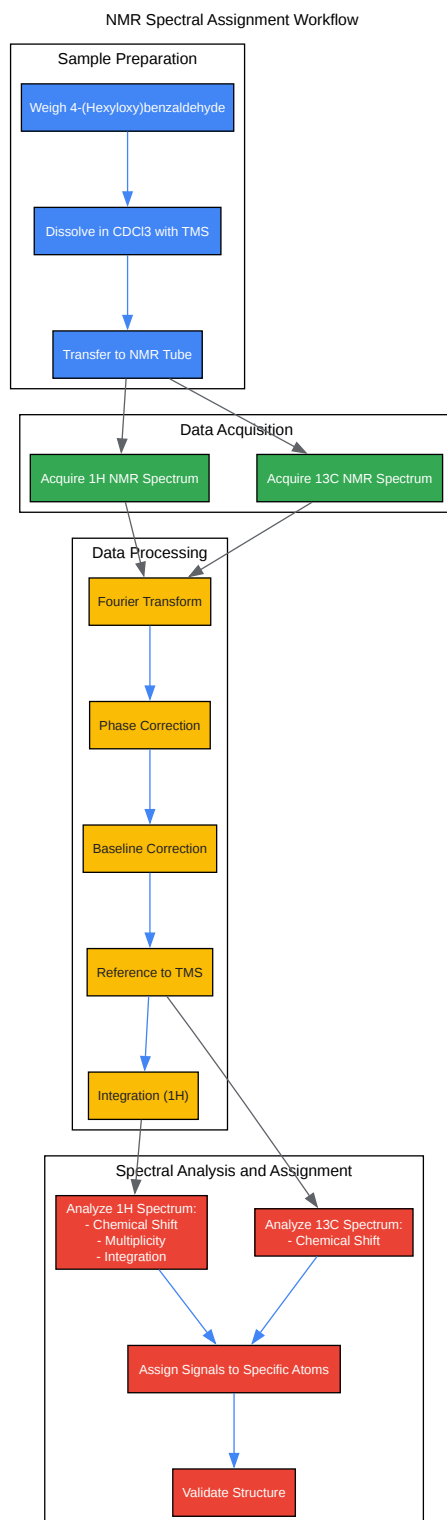 NMR Spectral Assignment Workflow
Sample Preparation
Weigh 4-(Hexyloxy)benzaldehyde
Dissolve in CDCl3 with TMS
Transfer to NMR Tube
Data Acquisition
Acquire 1H NMR Spectrum
Acquire 13C NMR Spectrum
Data Processing
Fourier Transform
Phase Correction
Baseline Correction
Reference to TMS
Integration (1H)
Spectral Analysis and Assignment
Analyze 1H Spectrum:
- Chemical Shift
- Multiplicity
- Integration
Analyze 13C Spectrum:
- Chemical Shift
Assign Signals to Specific Atoms
Validate Structure